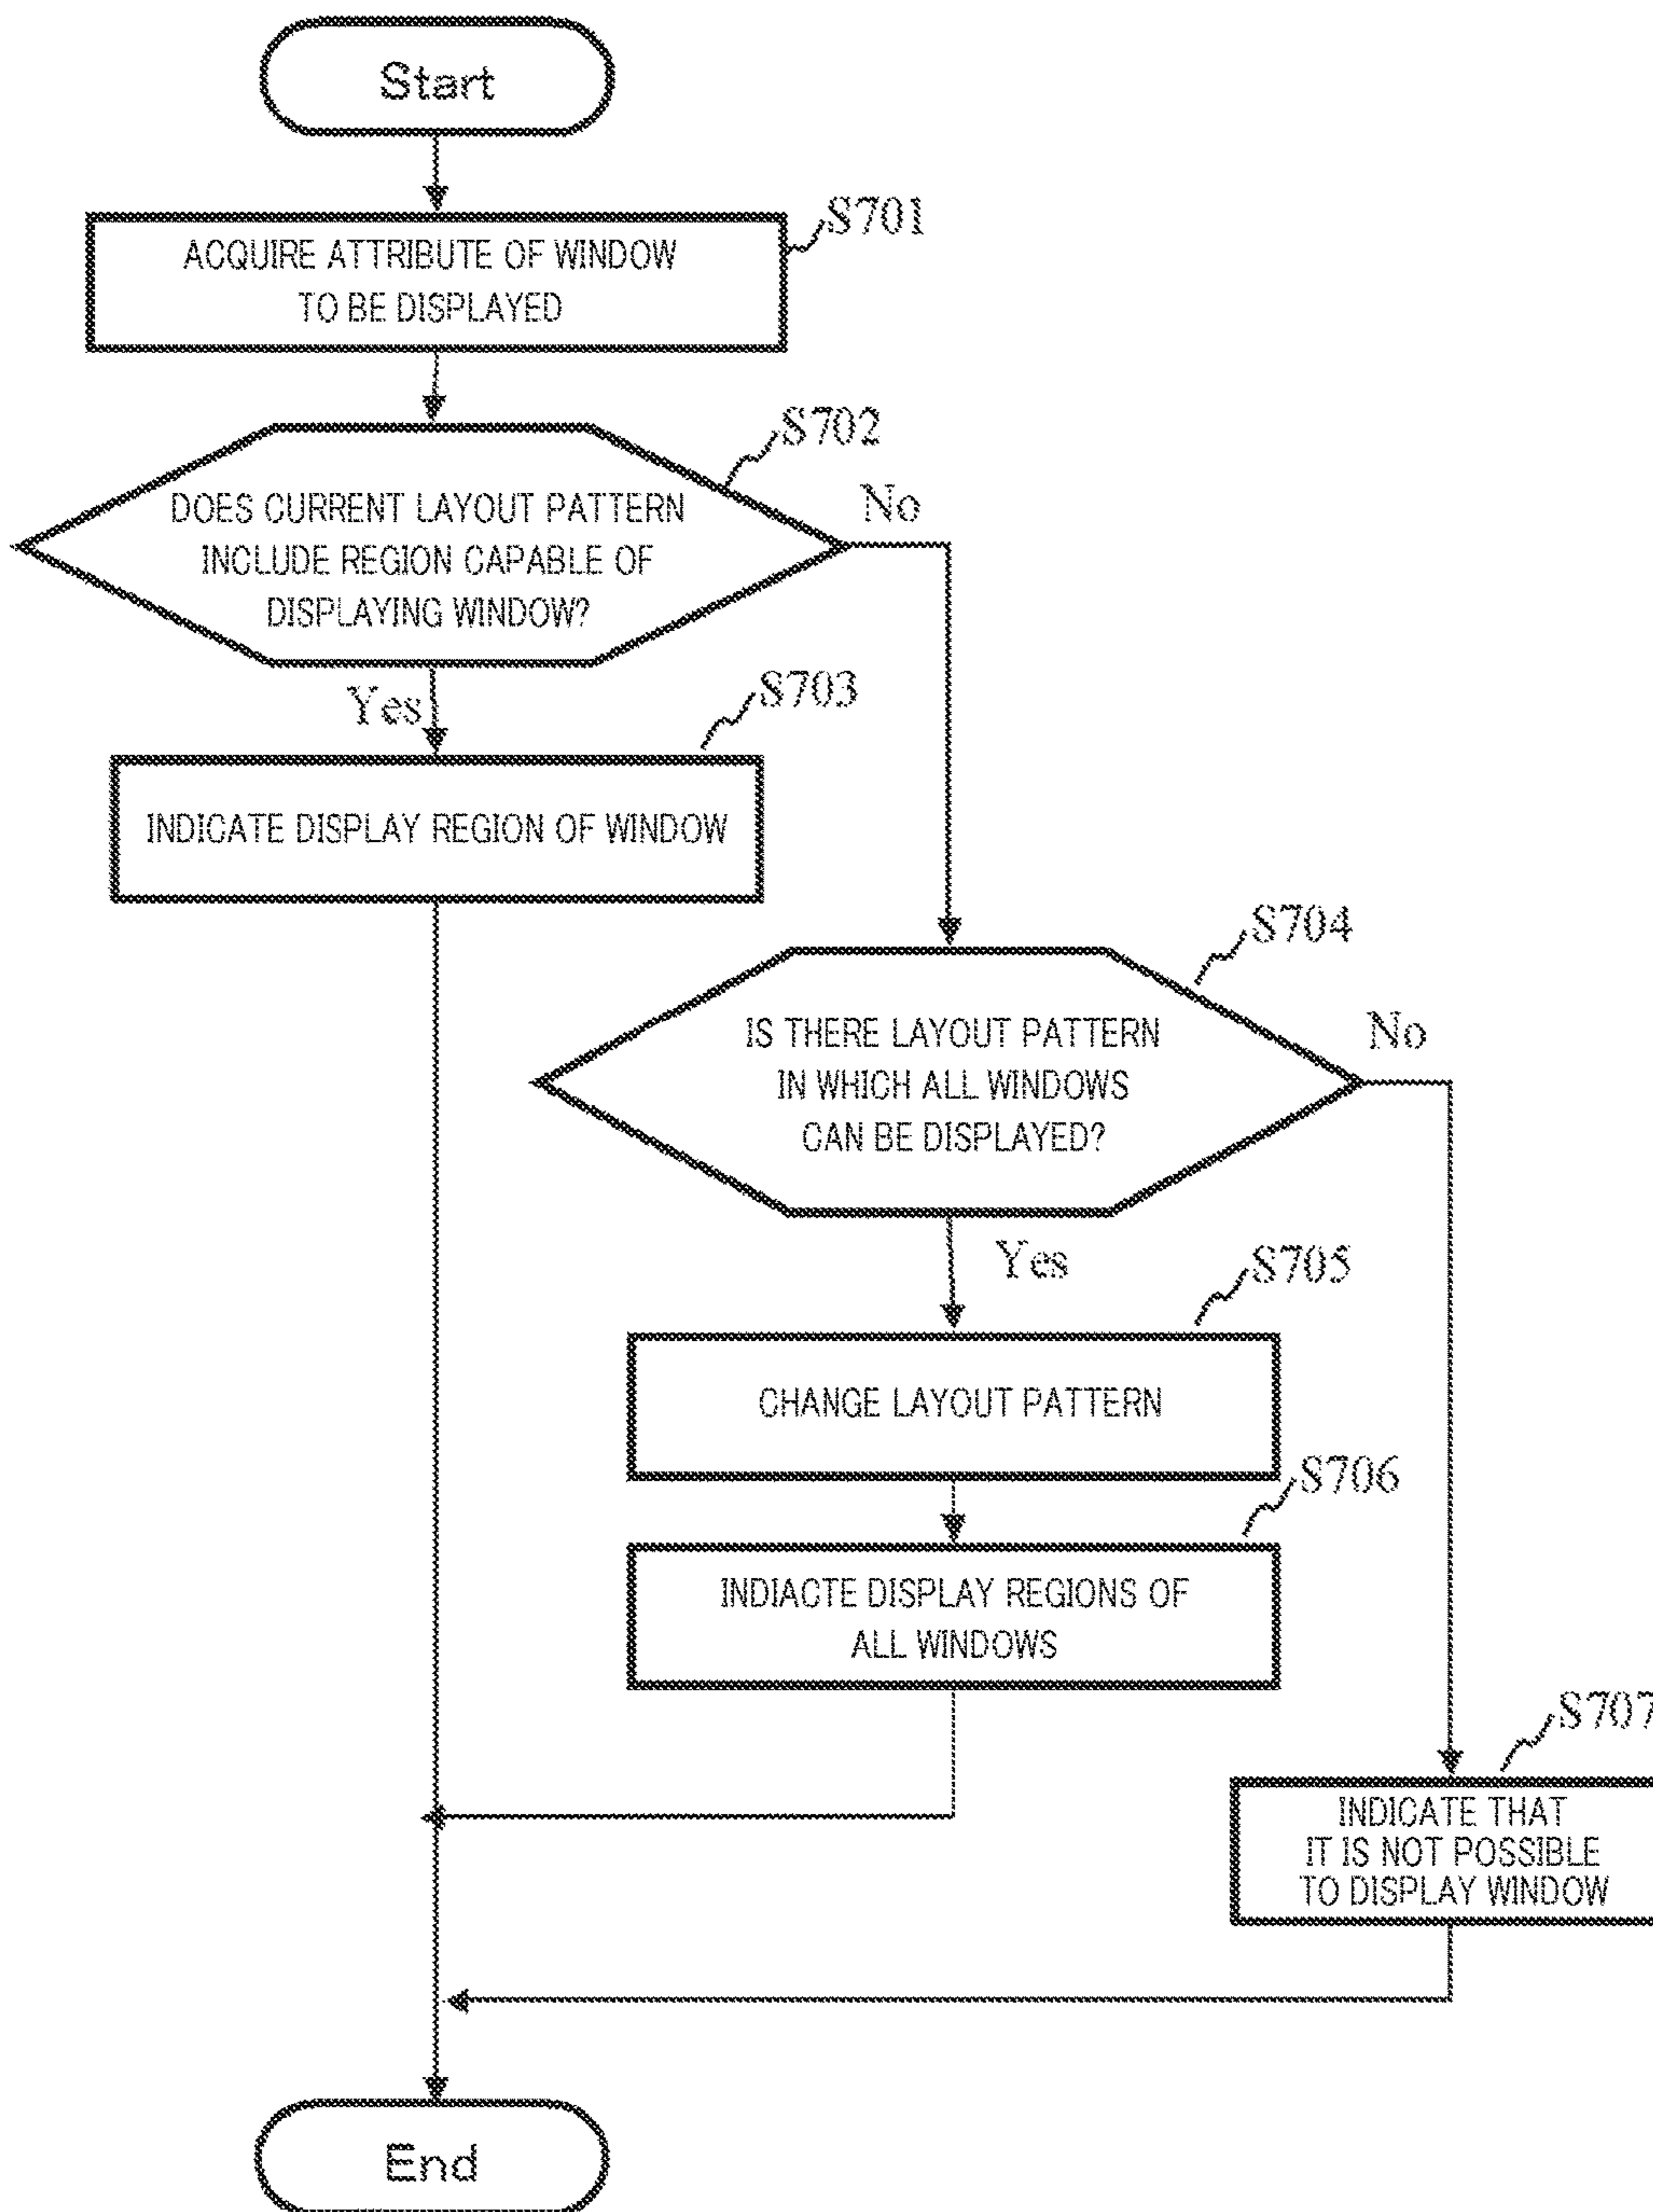 Start
S701
ACQUIRE ATTRIBUTE OF WINDOW
TO BE DISPLAYED
S702
DOES CURRENT LAYOUT PATTERN
INCLUDE REGION CAPABLE OF
DISPLAYING WINDOW?
No
Yes
S703
INDICATE DISPLAY REGION OF WINDOW
S704
IS THERE LAYOUT PATTERN
IN WHICH ALL WINDOWS
CAN BE DISPLAYED?
No
Yes
S705
CHANGE LAYOUT PATTERN
S706
INDIACTE DISPLAY REGIONS OF
ALL WINDOWS
S707
INDICATE THAT
IT IS NOT POSSIBLE
TO DISPLAY WINDOW
End